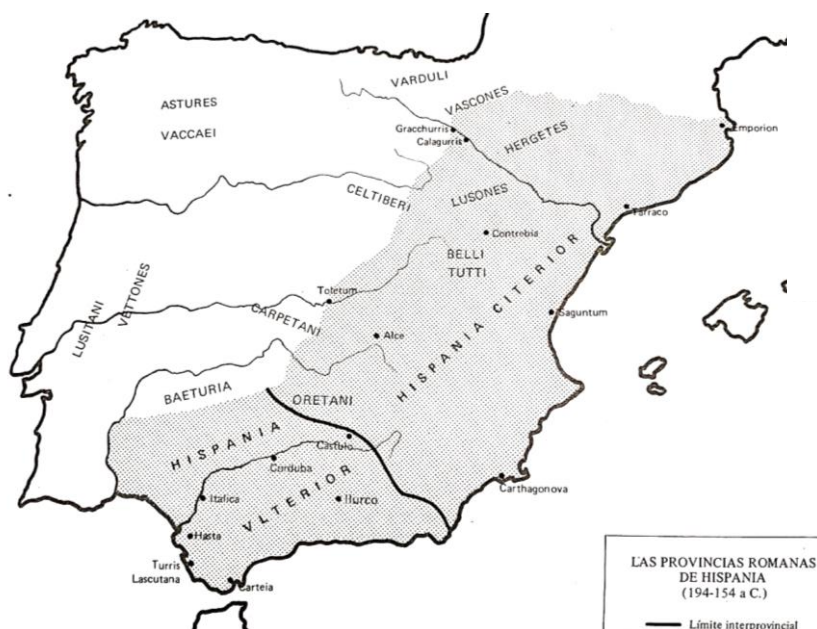 VARDULI
ASTURES
VASCONES
VACCAEI
Gracchurris
Calagurris
HERGETES
Emporion
CELTIBERI
LUSONES
Tarraco
Contrebia
BELLI
TUTTI
LUSITANI
VETTONES
Toletum
CARPETANI
HISPANIA CITERIOR
Saguntum
Alce
BAETURIA
ORETANI
HISPANIA
Castulo
Corduba
VLTERIOR
Italica
Ilurco
Carthagonova
Hasta
Turris
Lascutana
Carteia
LAS PROVINCIAS ROMANAS
DE HISPANIA
(194-154 a C.)
Límite interprovincial